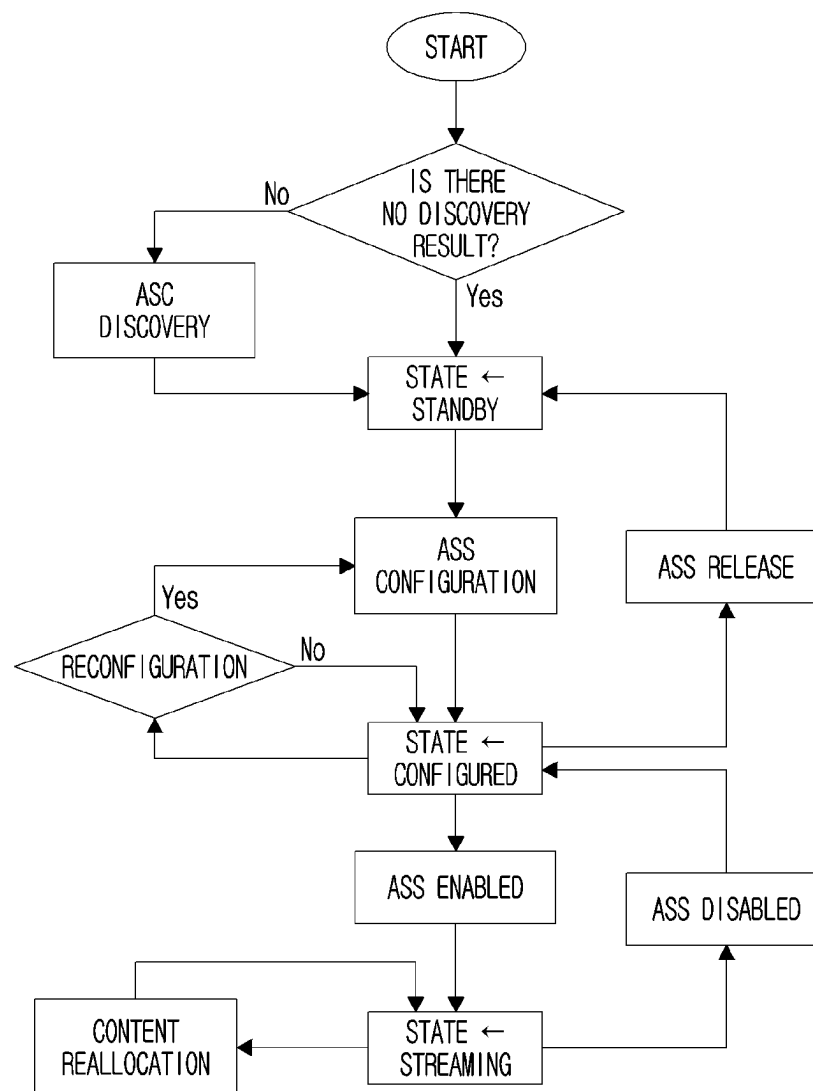 START
IS THERE
NO DISCOVERY
RESULT?
No
Yes
ASC
DISCOVERY
STATE ←
STANDBY
ASS
CONFIGURATION
ASS RELEASE
Yes
RECONFIGURATION
No
STATE ←
CONFIGURED
ASS ENABLED
ASS DISABLED
CONTENT
REALLOCATION
STATE ←
STREAMING